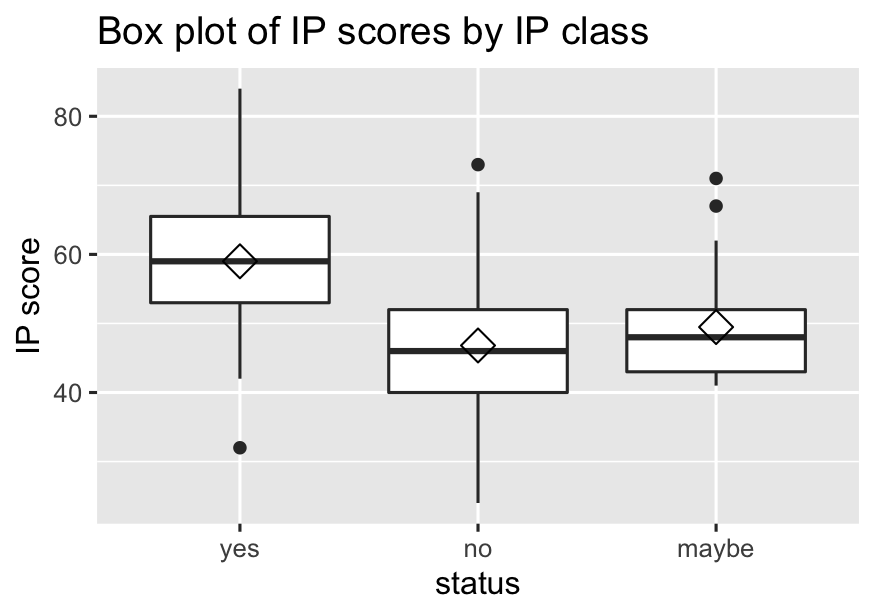 Box plot of IP scores by IP class
80
60
40
IP score
yes no maybe
status